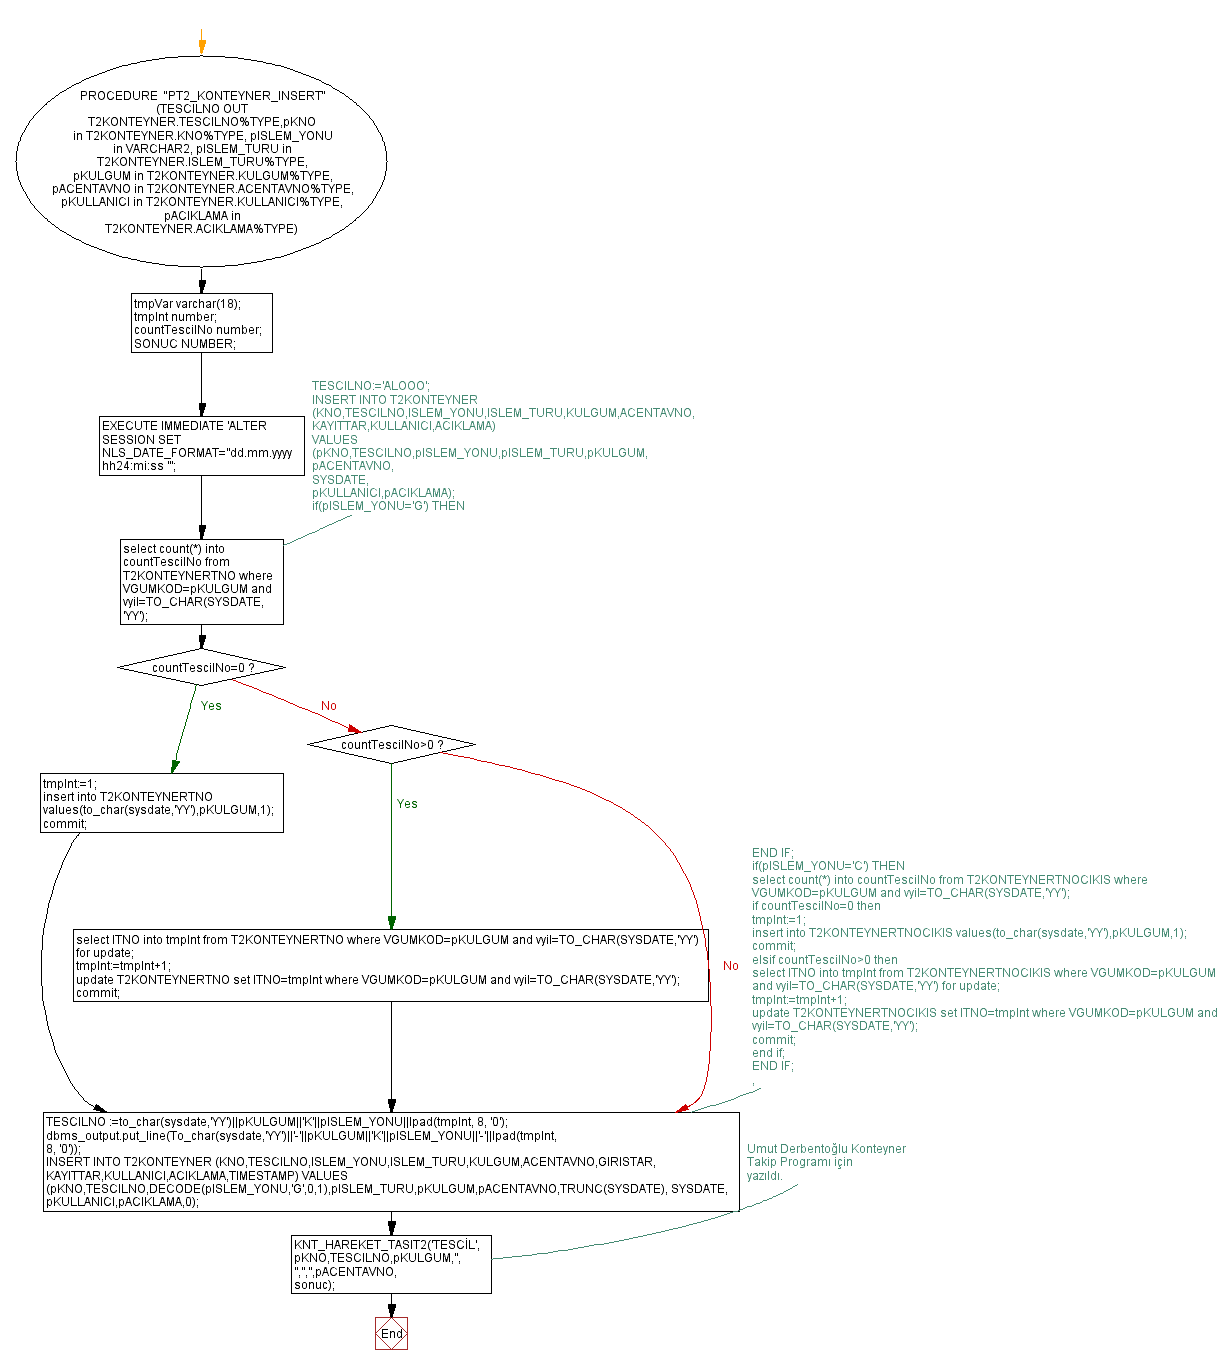 PROCEDURE "PT2_KONTEYNER_INSERT"
(TESCILNO OUT
T2KONTEYNER.TESCILNO%TYPE,pKNO
in T2KONTEYNER.KNO%TYPE, pISLEM_YONU
in VARCHAR2, pISLEM_TURU in
T2KONTEYNER.ISLEM_TURU%TYPE,
pKULGUM in T2KONTEYNER.KULGUM%TYPE,
pACENTAVNO in T2KONTEYNER.ACENTAVNO%TYPE,
pKULLANICI in T2KONTEYNER.KULLANICI%TYPE,
pACIKLAMA in
T2KONTEYNER.ACIKLAMA%TYPE)
tmpVar varchar(18);
tmpInt number;
countTescilNo number;
SONUC NUMBER;
TESCILNO:='ALOOO';
INSERT INTO T2KONTEYNER
(KNO,TESCILNO,ISLEM_YONU,ISLEM_TURU,KULGUM,ACENTAVNO,
KAYITTAR,KULLANICI,ACIKLAMA)
VALUES
(pKNO,TESCILNO,pISLEM_YONU,pISLEM_TURU,pKULGUM,
pACENTAVNO,
SYSDATE,
pKULLANICI,pACIKLAMA);
if(pISLEM_YONU='G') THEN
EXECUTE IMMEDIATE 'ALTER
SESSION SET
NLS_DATE_FORMAT="dd.mm.yyyy
hh24:mi:ss "';
select count(*) into
countTescilNo from
T2KONTEYNERTNO where
VGUMKOD=pKULGUM and
vyil=TO_CHAR(SYSDATE,
'YY');
countTescilNo=0 ?
Yes
No
countTescilNo>0 ?
tmpInt:=1;
insert into T2KONTEYNERTNO
values(to_char(sysdate,'YY'),pKULGUM,1);
commit;
Yes
No
select ITNO into tmpInt from T2KONTEYNERTNO where VGUMKOD=pKULGUM and vyil=TO_CHAR(SYSDATE,'YY')
for update;
tmpInt:=tmpInt+1;
update T2KONTEYNERTNO set ITNO=tmpInt where VGUMKOD=pKULGUM and vyil=TO_CHAR(SYSDATE,'YY');
commit;
END IF;
if(pISLEM_YONU='C') THEN
select count(*) into countTescilNo from T2KONTEYNERTNOCIKIS where
VGUMKOD=pKULGUM and vyil=TO_CHAR(SYSDATE,'YY');
if countTescilNo=0 then
tmpInt:=1;
insert into T2KONTEYNERTNOCIKIS values(to_char(sysdate,'YY'),pKULGUM,1);
commit;
elsif countTescilNo>0 then
select ITNO into tmpInt from T2KONTEYNERTNOCIKIS where VGUMKOD=pKULGUM
and vyil=TO_CHAR(SYSDATE,'YY') for update;
tmpInt:=tmpInt+1;
update T2KONTEYNERTNOCIKIS set ITNO=tmpInt where VGUMKOD=pKULGUM and
vyil=TO_CHAR(SYSDATE,'YY');
commit;
end if;
END IF;
,
TESCILNO :=to_char(sysdate,'YY')||pKULGUM||'K'||pISLEM_YONU||lpad(tmpInt, 8, '0');
dbms_output.put_line(To_char(sysdate,'YY')||'-'||pKULGUM||'K'||pISLEM_YONU||'-'||lpad(tmpInt,
8, '0'));
INSERT INTO T2KONTEYNER (KNO,TESCILNO,ISLEM_YONU,ISLEM_TURU,KULGUM,ACENTAVNO,GIRISTAR,
KAYITTAR,KULLANICI,ACIKLAMA,TIMESTAMP) VALUES
(pKNO,TESCILNO,DECODE(pISLEM_YONU,'G',0,1),pISLEM_TURU,pKULGUM,pACENTAVNO,TRUNC(SYSDATE), SYSDATE,
pKULLANICI,pACIKLAMA,0);
Umut Derbentoğlu Konteyner
Takip Programı için
yazıldı.
KNT_HAREKET_TASIT2('TESCİL',
pKNO,TESCILNO,pKULGUM,'',
'','','',pACENTAVNO,
sonuc);
End